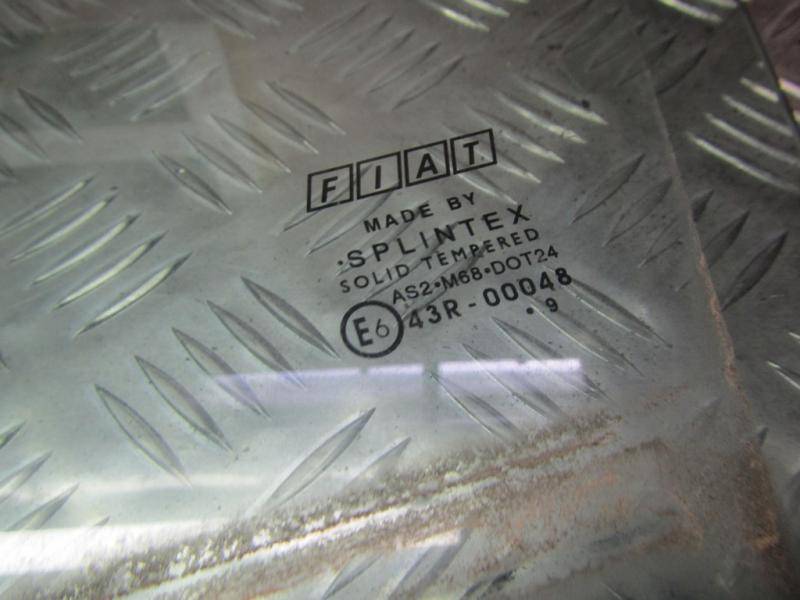 FIAT
MADE BY
•SPLINTEX
SOLID TEMPERED
AS2•M68•DOT24
E6 43R-00048
•9